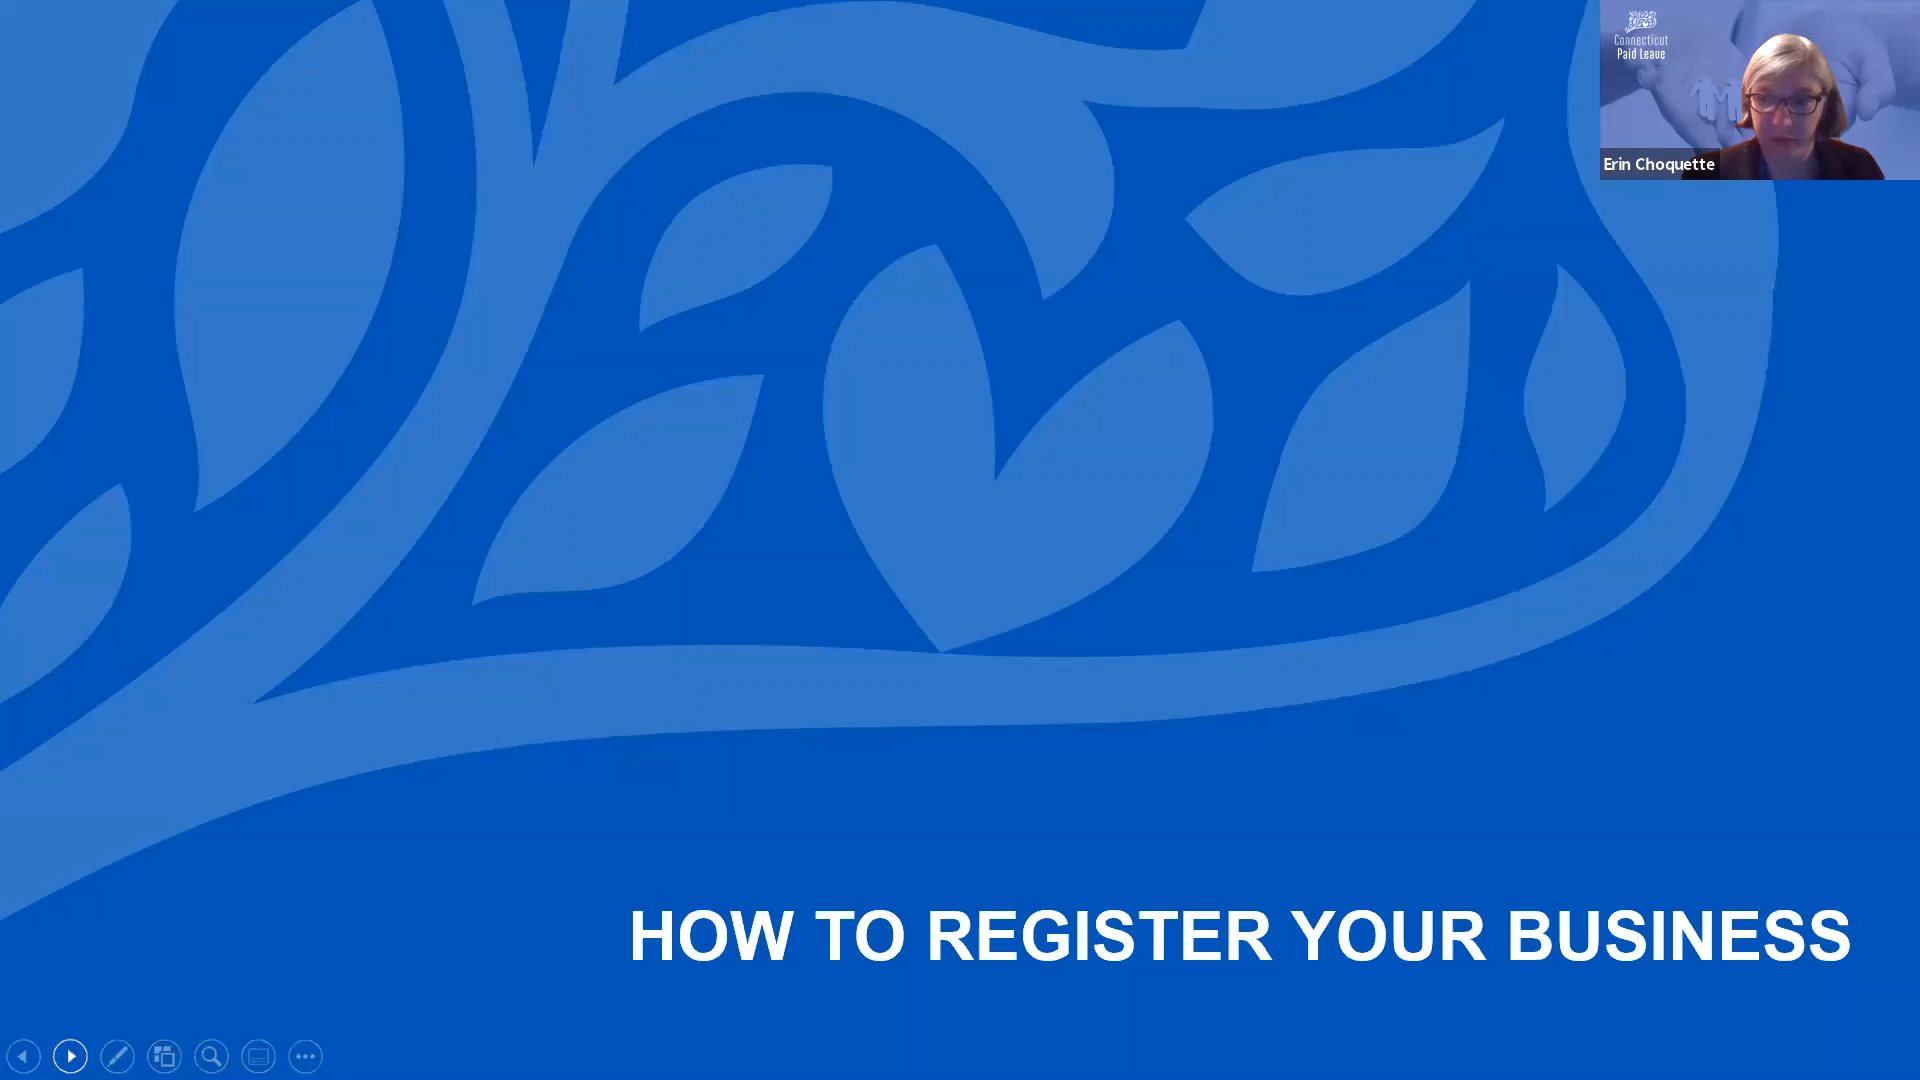 Connecticut
Paid Leave
Erin Choquette
HOW TO REGISTER YOUR BUSINESS